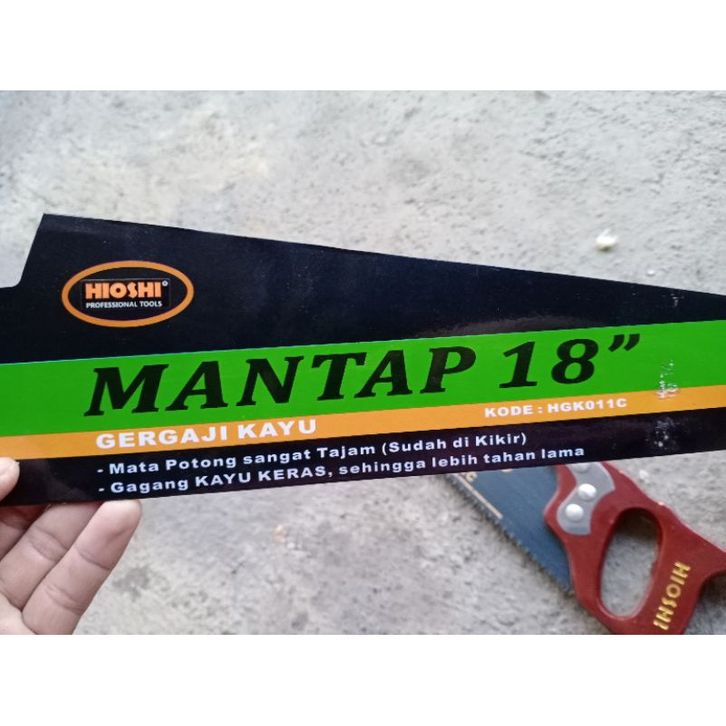 HIOSHI®
PROFESSIONAL TOOLS
MANTAP 18”
KODE : HGK011C
GERGAJI KAYU
- Mata Potong sangat Tajam (Sudah di Kikir)
- Gagang KAYU KERAS, sehingga lebih tahan lama
HIOSHI